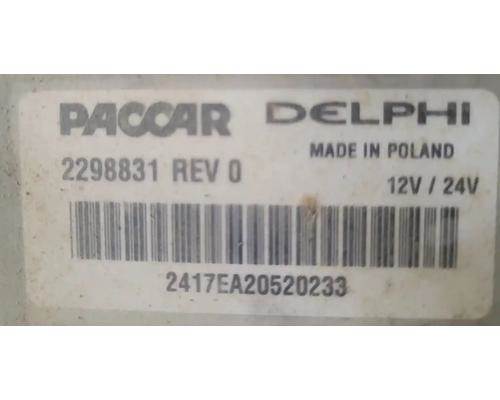 PACCAR DELPHI
MADE IN POLAND
2298831 REV 0
12V / 24V
2417EA20520233